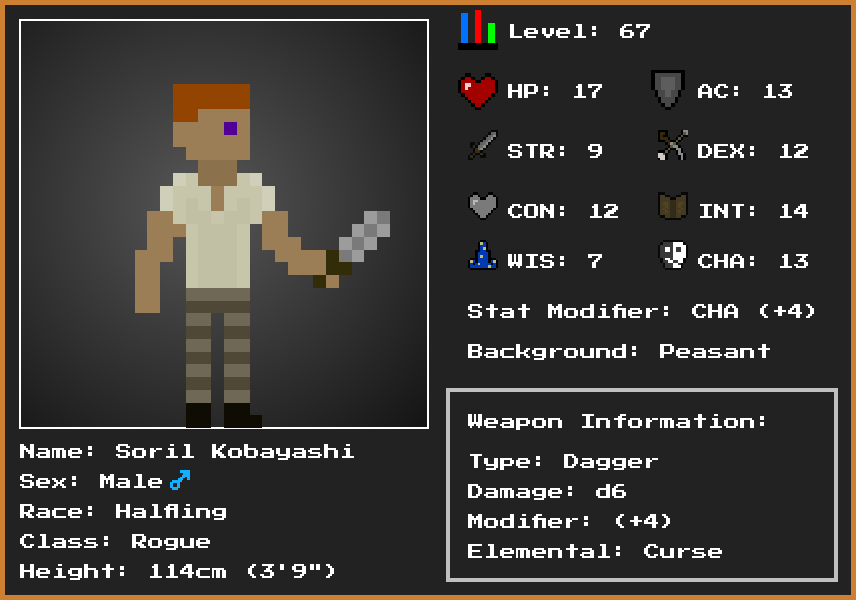 Level: 67
HP: 17
AC: 13
STR: 9
DEX: 12
CON: 12
INT: 14
WIS: 7
CHA: 13
Stat Modifier: CHA (+4)
Background: Peasant
Weapon Information:
Type: Dagger
Damage: d6
Modifier: (+4)
Elemental: Curse
Name: Soril Kobayashi
Sex: Male ♂
Race: Halfling
Class: Rogue
Height: 114cm (3'9")